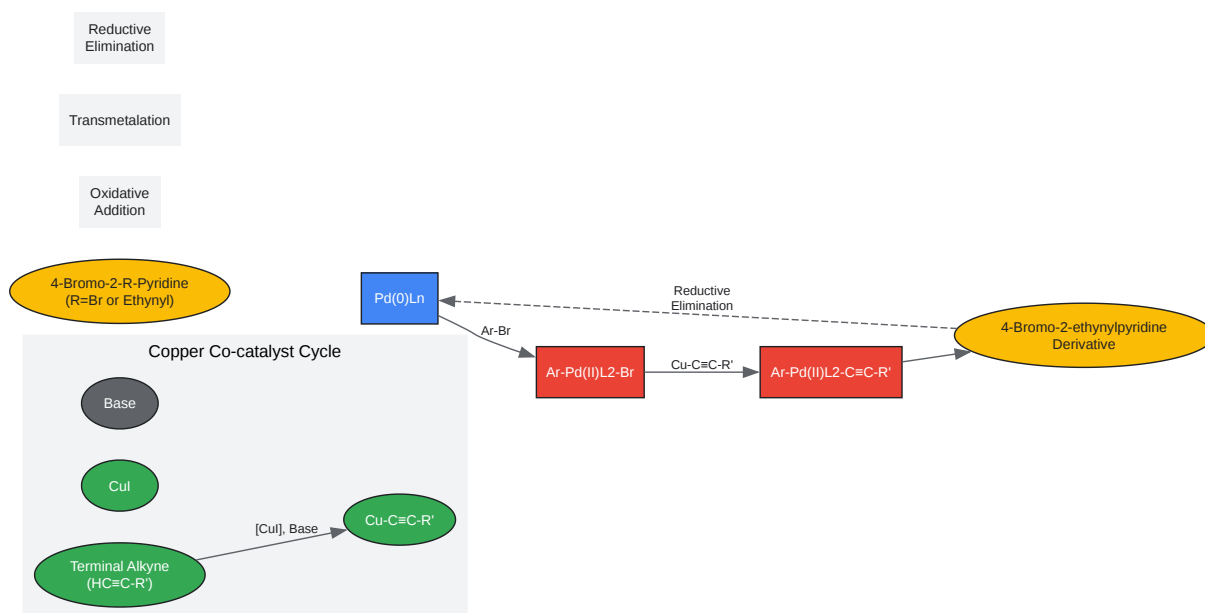 Reductive
Elimination
Transmetalation
Oxidative
Addition
4-Bromo-2-R-Pyridine
(R=Br or Ethynyl)
Pd(0)Ln
Reductive
Elimination
4-Bromo-2-ethynylpyridine
Derivative
Ar-Br
Ar-Pd(II)L2-Br
Cu-C≡C-R'
Ar-Pd(II)L2-C≡C-R'
Copper Co-catalyst Cycle
Base
CuI
[CuI], Base
Cu-C≡C-R'
Terminal Alkyne
(HC≡C-R')